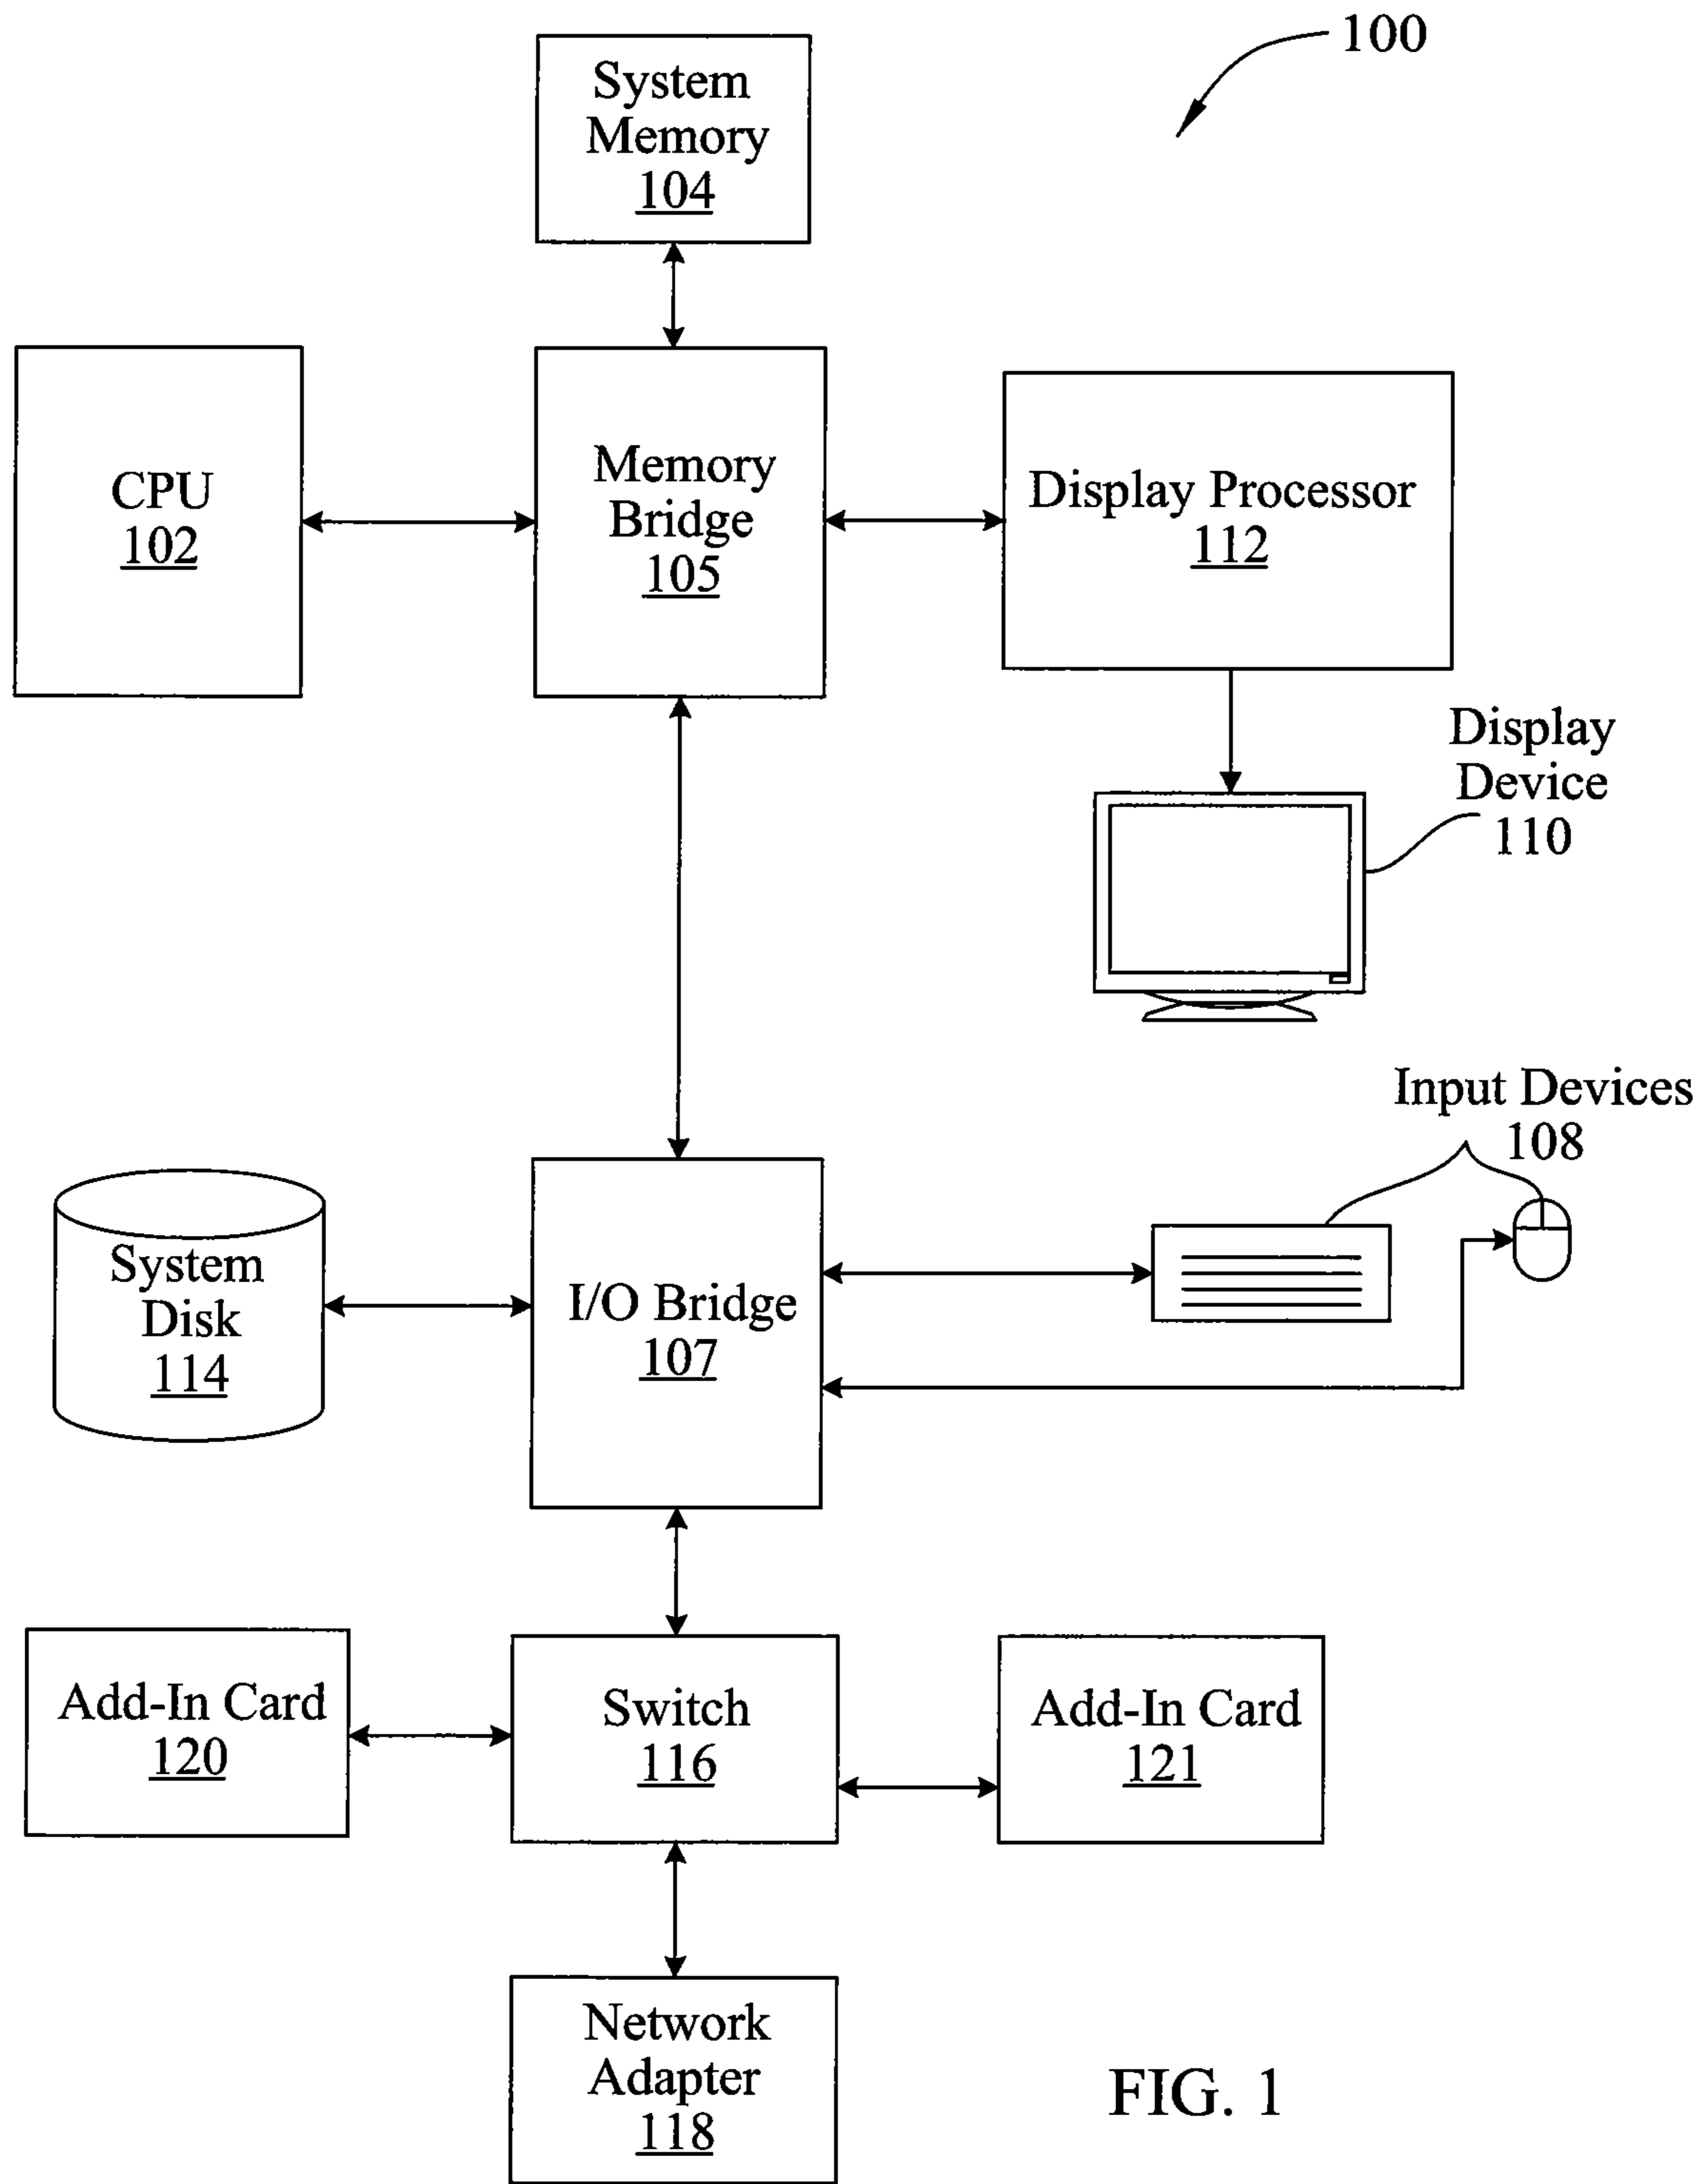 100
System
Memory
104
CPU
102
Memory
Bridge
105
Display Processor
112
Display
Device
110
Input Devices
108
System
Disk
114
I/O Bridge
107
Add-In Card
120
Switch
116
Add-In Card
121
Network
Adapter
118
FIG. 1